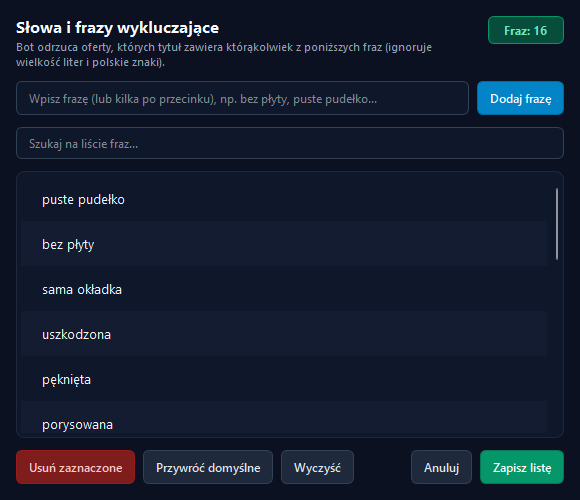 Słowa i frazy wykluczające
Fraz: 16
Bot odrzuca oferty, których tytuł zawiera którąkolwiek z poniższych fraz (ignoruje
wielkość liter i polskie znaki).
Wpisz frazę (lub kilka po przecinku), np. bez płyty, puste pudełko...
Dodaj frazę
Szukaj na liście fraz...
puste pudełko
bez płyty
sama okładka
uszkodzona
pęknięta
porysowana
Usuń zaznaczone
Przywróć domyślne
Wyczyść
Anuluj
Zapisz listę